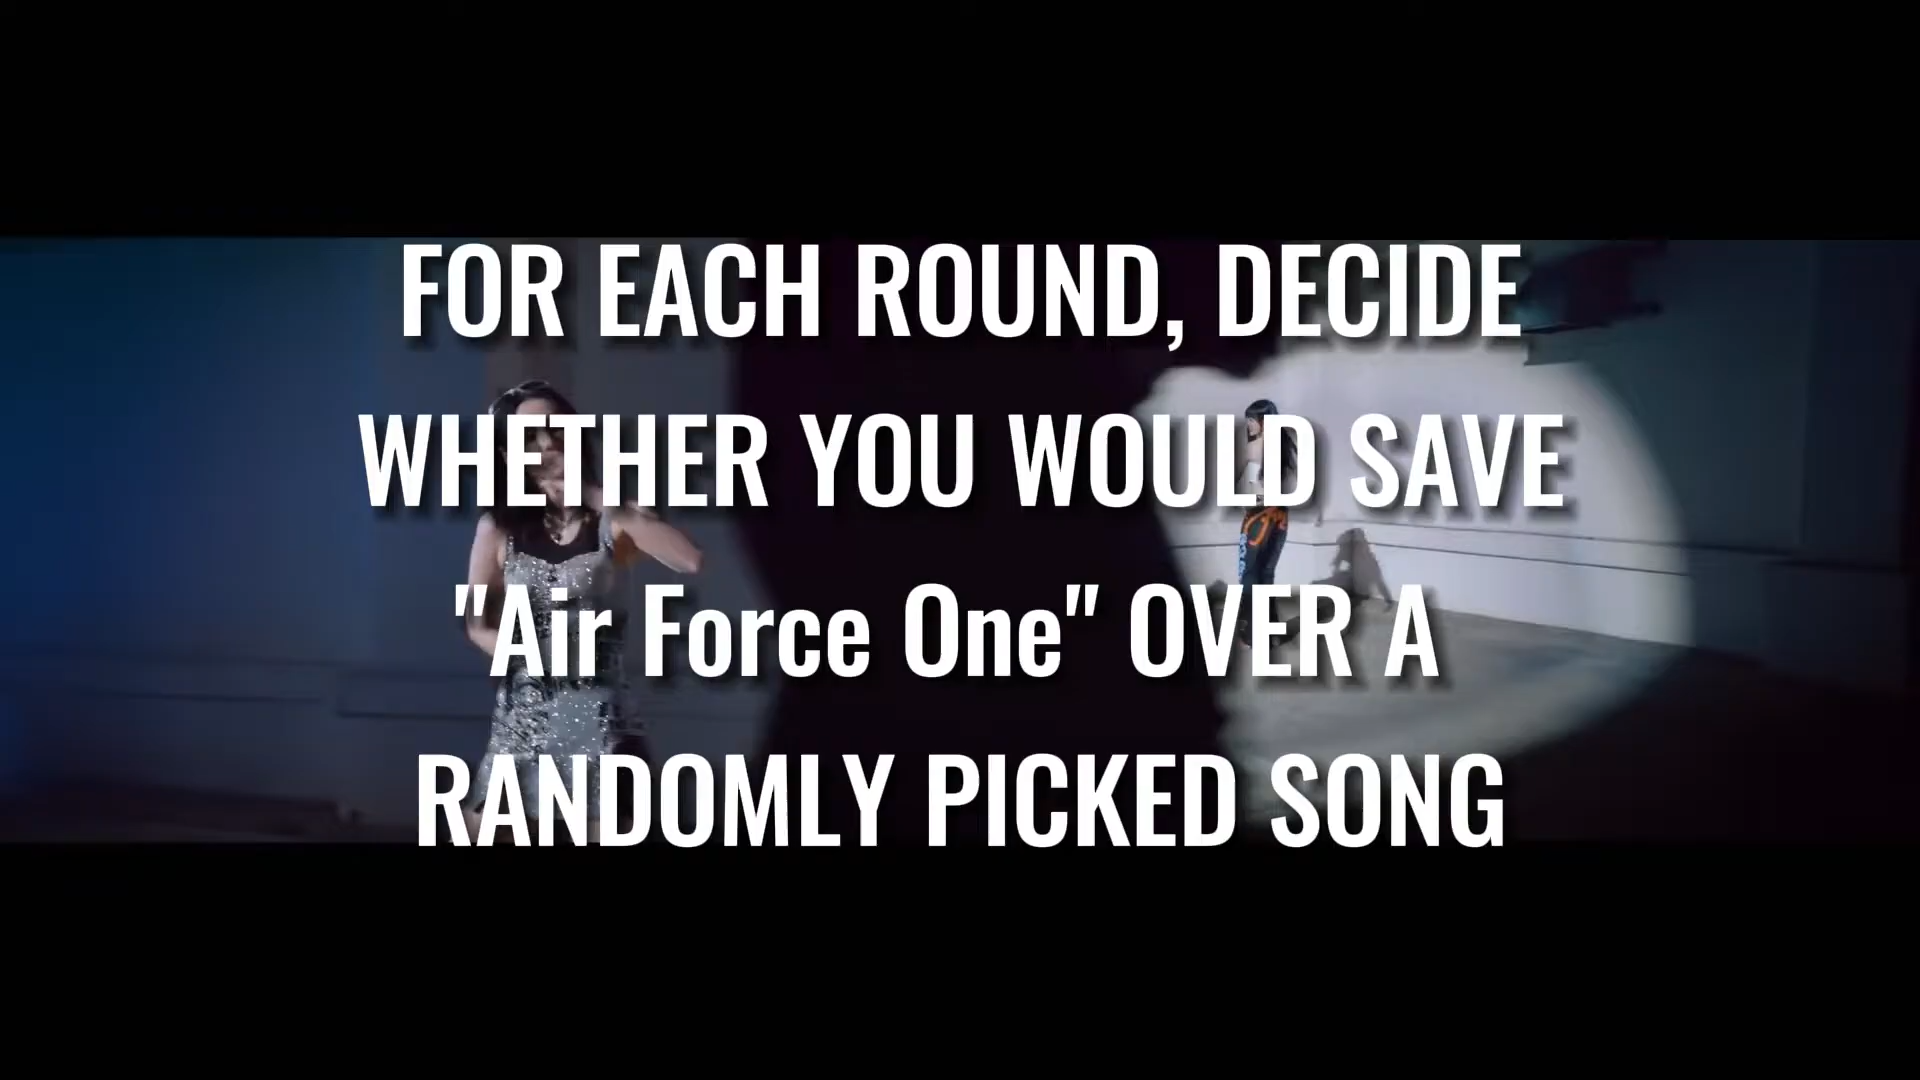 FOR EACH ROUND, DECIDE
WHETHER YOU WOULD SAVE
"Air Force One" OVER A
RANDOMLY PICKED SONG